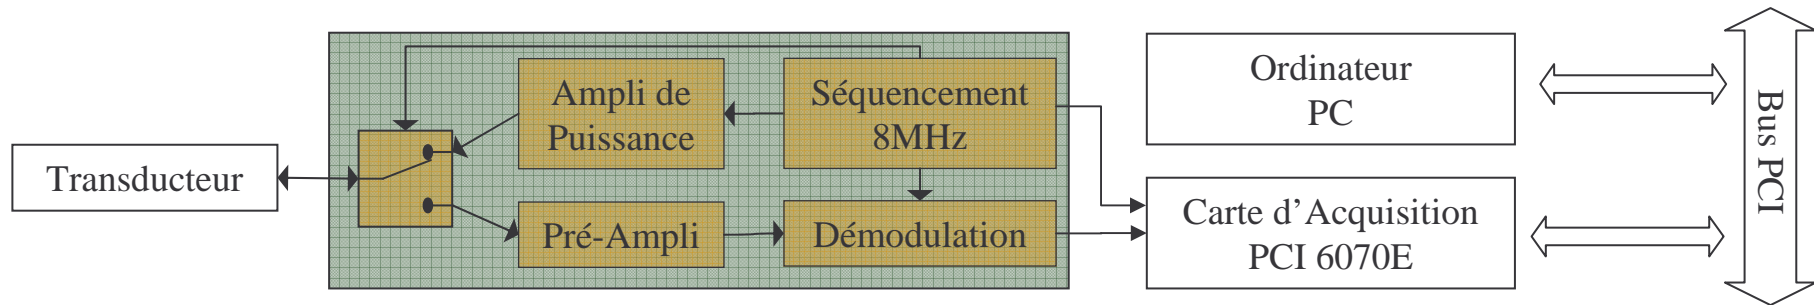 Transducteur
Ampli de
Puissance
Séquencement
8MHz
Pré-Ampli
Démodulation
Ordinateur
PC
Carte d’Acquisition
PCI 6070E
Bus PCI